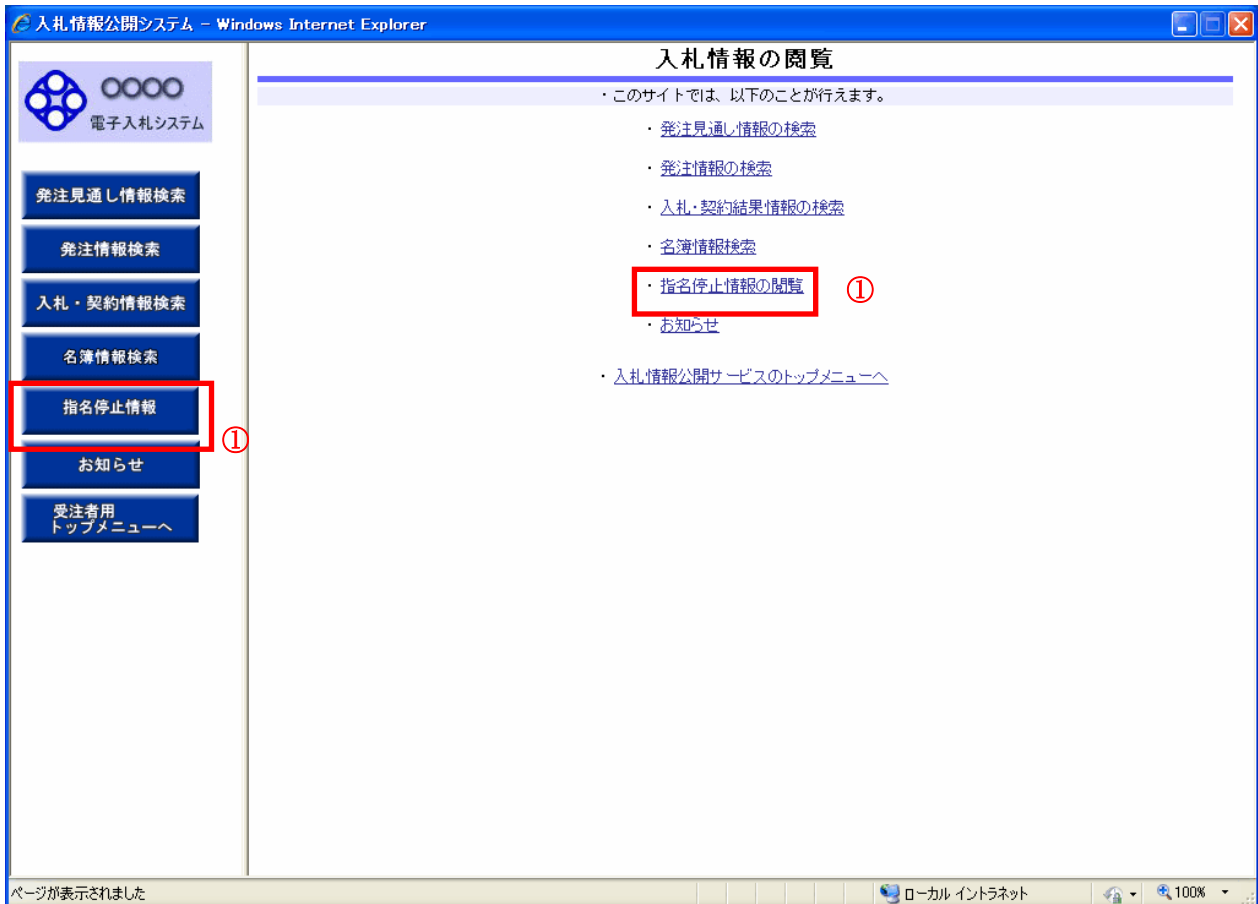 入札情報公開システム - Windows Internet Explorer
○○○○
電子入札システム
発注見通し情報検索
発注情報検索
入札・契約情報検索
名簿情報検索
指名停止情報
①
お知らせ
受注者用
トップメニューへ
入札情報の閲覧
・このサイトでは、以下のことが行えます。
・発注見通し情報の検索
・発注情報の検索
・入札・契約結果情報の検索
・名簿情報検索
・指名停止情報の閲覧
①
・お知らせ
・入札情報公開サービスのトップメニューへ
ページが表示されました
ローカル イントラネット
100%